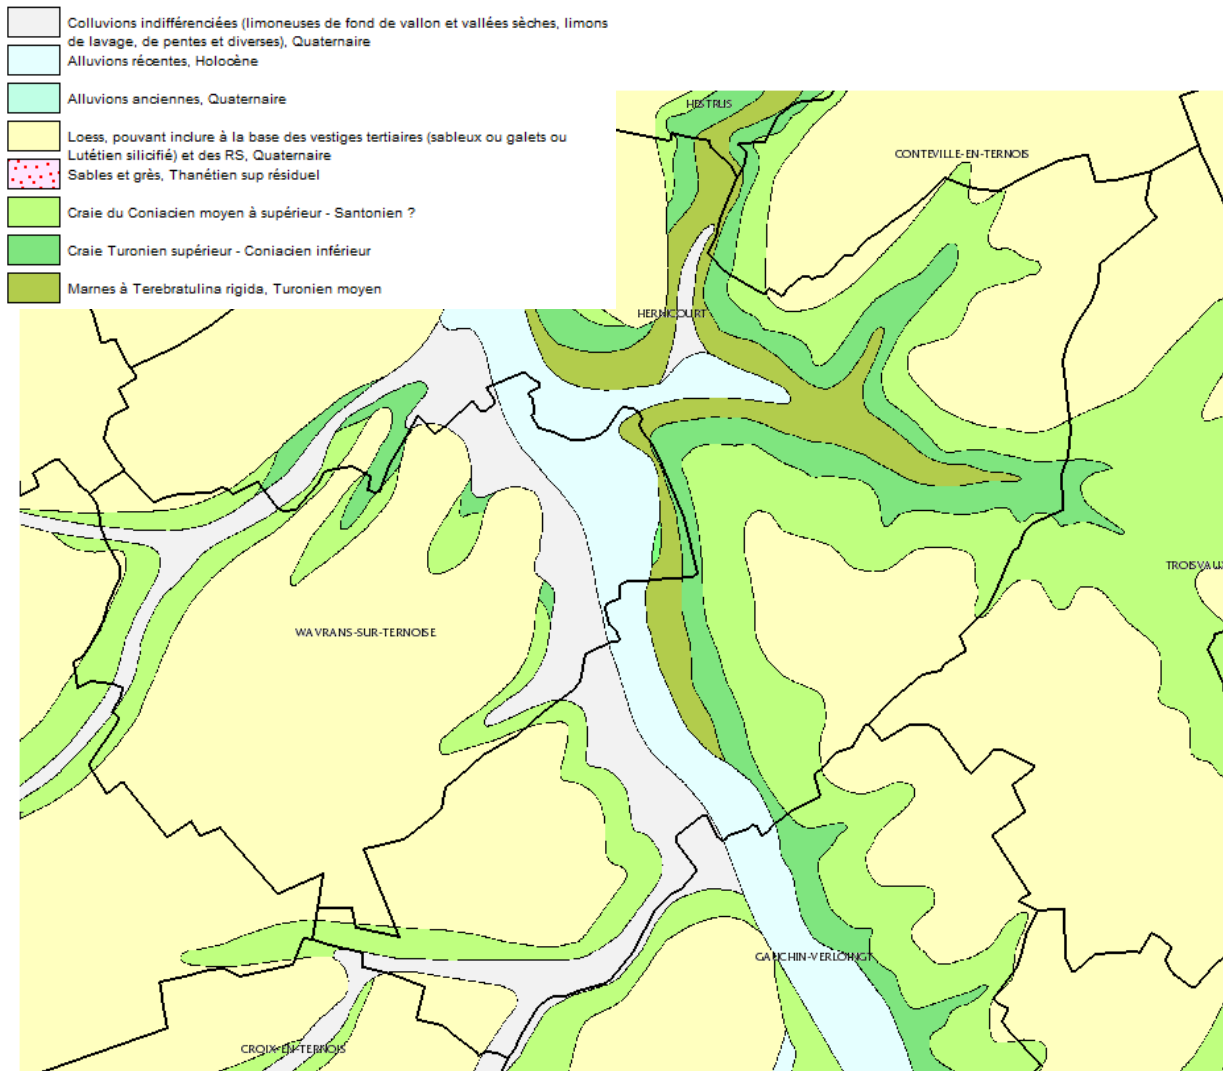 Colluvions indifférenciées (limoneuses de fond de vallon et vallées sèches, limons
de lavage, de pentes et diverses), Quaternaire
Alluvions récentes, Holocène
Alluvions anciennes, Quaternaire
Loess, pouvant inclure à la base des vestiges tertiaires (sableux ou galets ou
Lutétien silicifié) et des RS, Quaternaire
Sables et grès, Thanétien sup résiduel
Craie du Coniacien moyen à supérieur - Santonien ?
Craie Turonien supérieur - Coniacien inférieur
Marnes à Terebratulina rigida, Turonien moyen
HESTRUS
CONTEVILLE-EN-TERNOIS
HERNICOURT
TROISVAU
WAVRANS-SUR-TERNOISE
GAUCHIN-VERLOINGT
CROIX-EN-TERNOIS